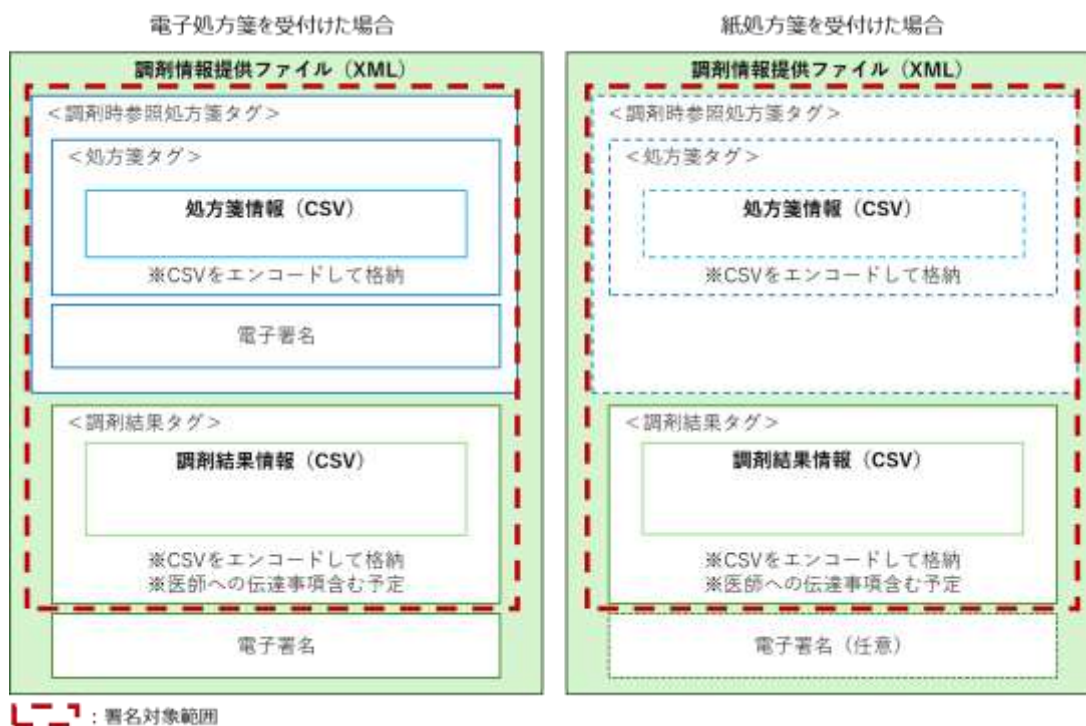 電子処方箋を受付けた場合
調剤情報提供ファイル（XML）
＜調剤時参照処方箋タグ＞
＜処方箋タグ＞
処方箋情報（CSV）
※CSVをエンコードして格納
電子署名
＜調剤結果タグ＞
調剤結果情報（CSV）
※CSVをエンコードして格納
※医師への伝達事項含む予定
電子署名
紙処方箋を受付けた場合
調剤情報提供ファイル（XML）
＜調剤時参照処方箋タグ＞
＜処方箋タグ＞
処方箋情報（CSV）
※CSVをエンコードして格納
＜調剤結果タグ＞
調剤結果情報（CSV）
※CSVをエンコードして格納
※医師への伝達事項含む予定
電子署名（任意）
：署名対象範囲